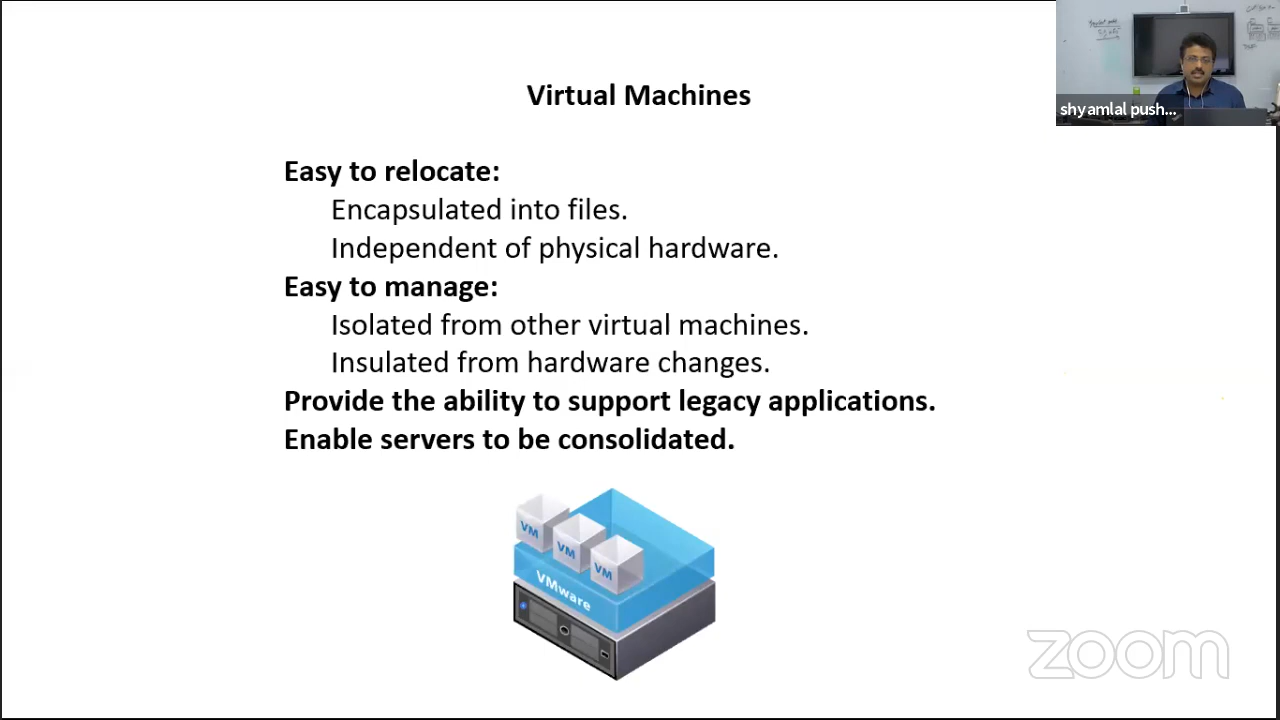 Virtual Machines
shyamlal push...
Easy to relocate:
Encapsulated into files.
Independent of physical hardware.
Easy to manage:
Isolated from other virtual machines.
Insulated from hardware changes.
Provide the ability to support legacy applications.
Enable servers to be consolidated.
VM
VM
VM
VMware
zoom